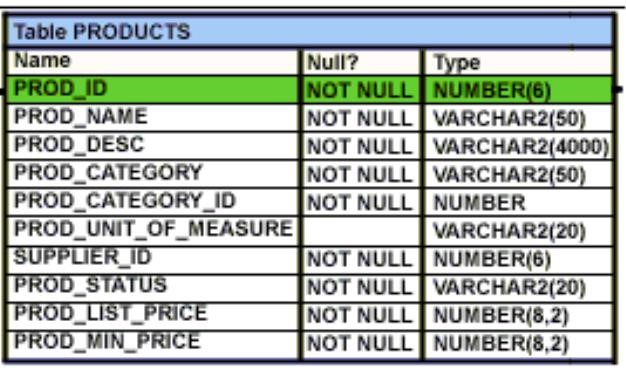 Table PRODUCTS
Name Null? Type
PROD_ID NOT NULL NUMBER(6)
PROD_NAME NOT NULL VARCHAR2(50)
PROD_DESC NOT NULL VARCHAR2(4000)
PROD_CATEGORY NOT NULL VARCHAR2(50)
PROD_CATEGORY_ID NOT NULL NUMBER
PROD_UNIT_OF_MEASURE VARCHAR2(20)
SUPPLIER_ID NOT NULL NUMBER(6)
PROD_STATUS NOT NULL VARCHAR2(20)
PROD_LIST_PRICE NOT NULL NUMBER(8,2)
PROD_MIN_PRICE NOT NULL NUMBER(8,2)